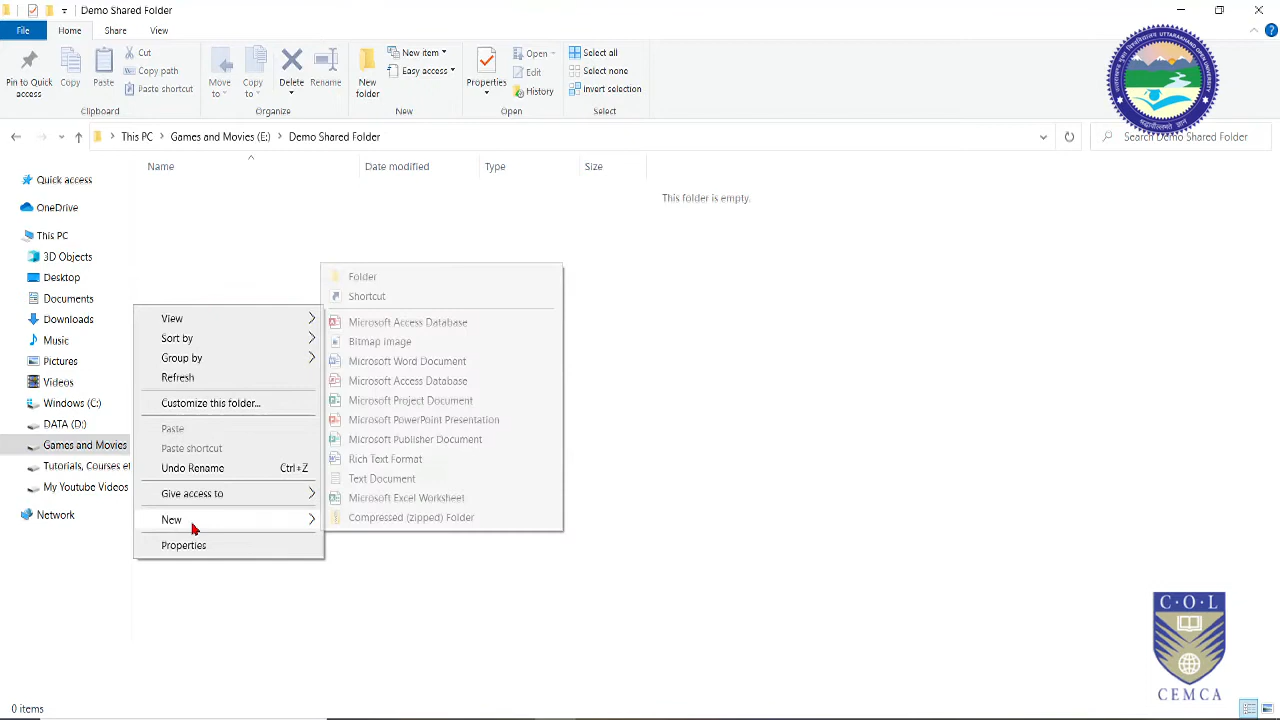 Demo Shared Folder
File Home Share View
Pin to Quick access
Copy
Paste
Cut
Copy path
Paste shortcut
Clipboard
Move to
Copy to
Delete
Rename
Organize
New folder
New item
Easy access
New
Properties
Open
Edit
History
Open
Select all
Select none
Invert selection
Select
This PC > Games and Movies (E:) > Demo Shared Folder
Search Demo Shared Folder
Name Date modified Type Size
This folder is empty.
Quick access
OneDrive
This PC
3D Objects
Desktop
Documents
Downloads
Music
Pictures
Videos
Windows (C:)
DATA (D:)
Games and Movies
Tutorials, Courses et
My Youtube Videos
Network
View
Sort by
Group by
Refresh
Customize this folder...
Paste
Paste shortcut
Undo Rename Ctrl+Z
Give access to
New
Properties
Folder
Shortcut
Microsoft Access Database
Bitmap image
Microsoft Word Document
Microsoft Access Database
Microsoft Project Document
Microsoft PowerPoint Presentation
Microsoft Publisher Document
Rich Text Format
Text Document
Microsoft Excel Worksheet
Compressed (zipped) Folder
UTTARAKHAND OPEN UNIVERSITY
C·O·L
CEMCA
0 items